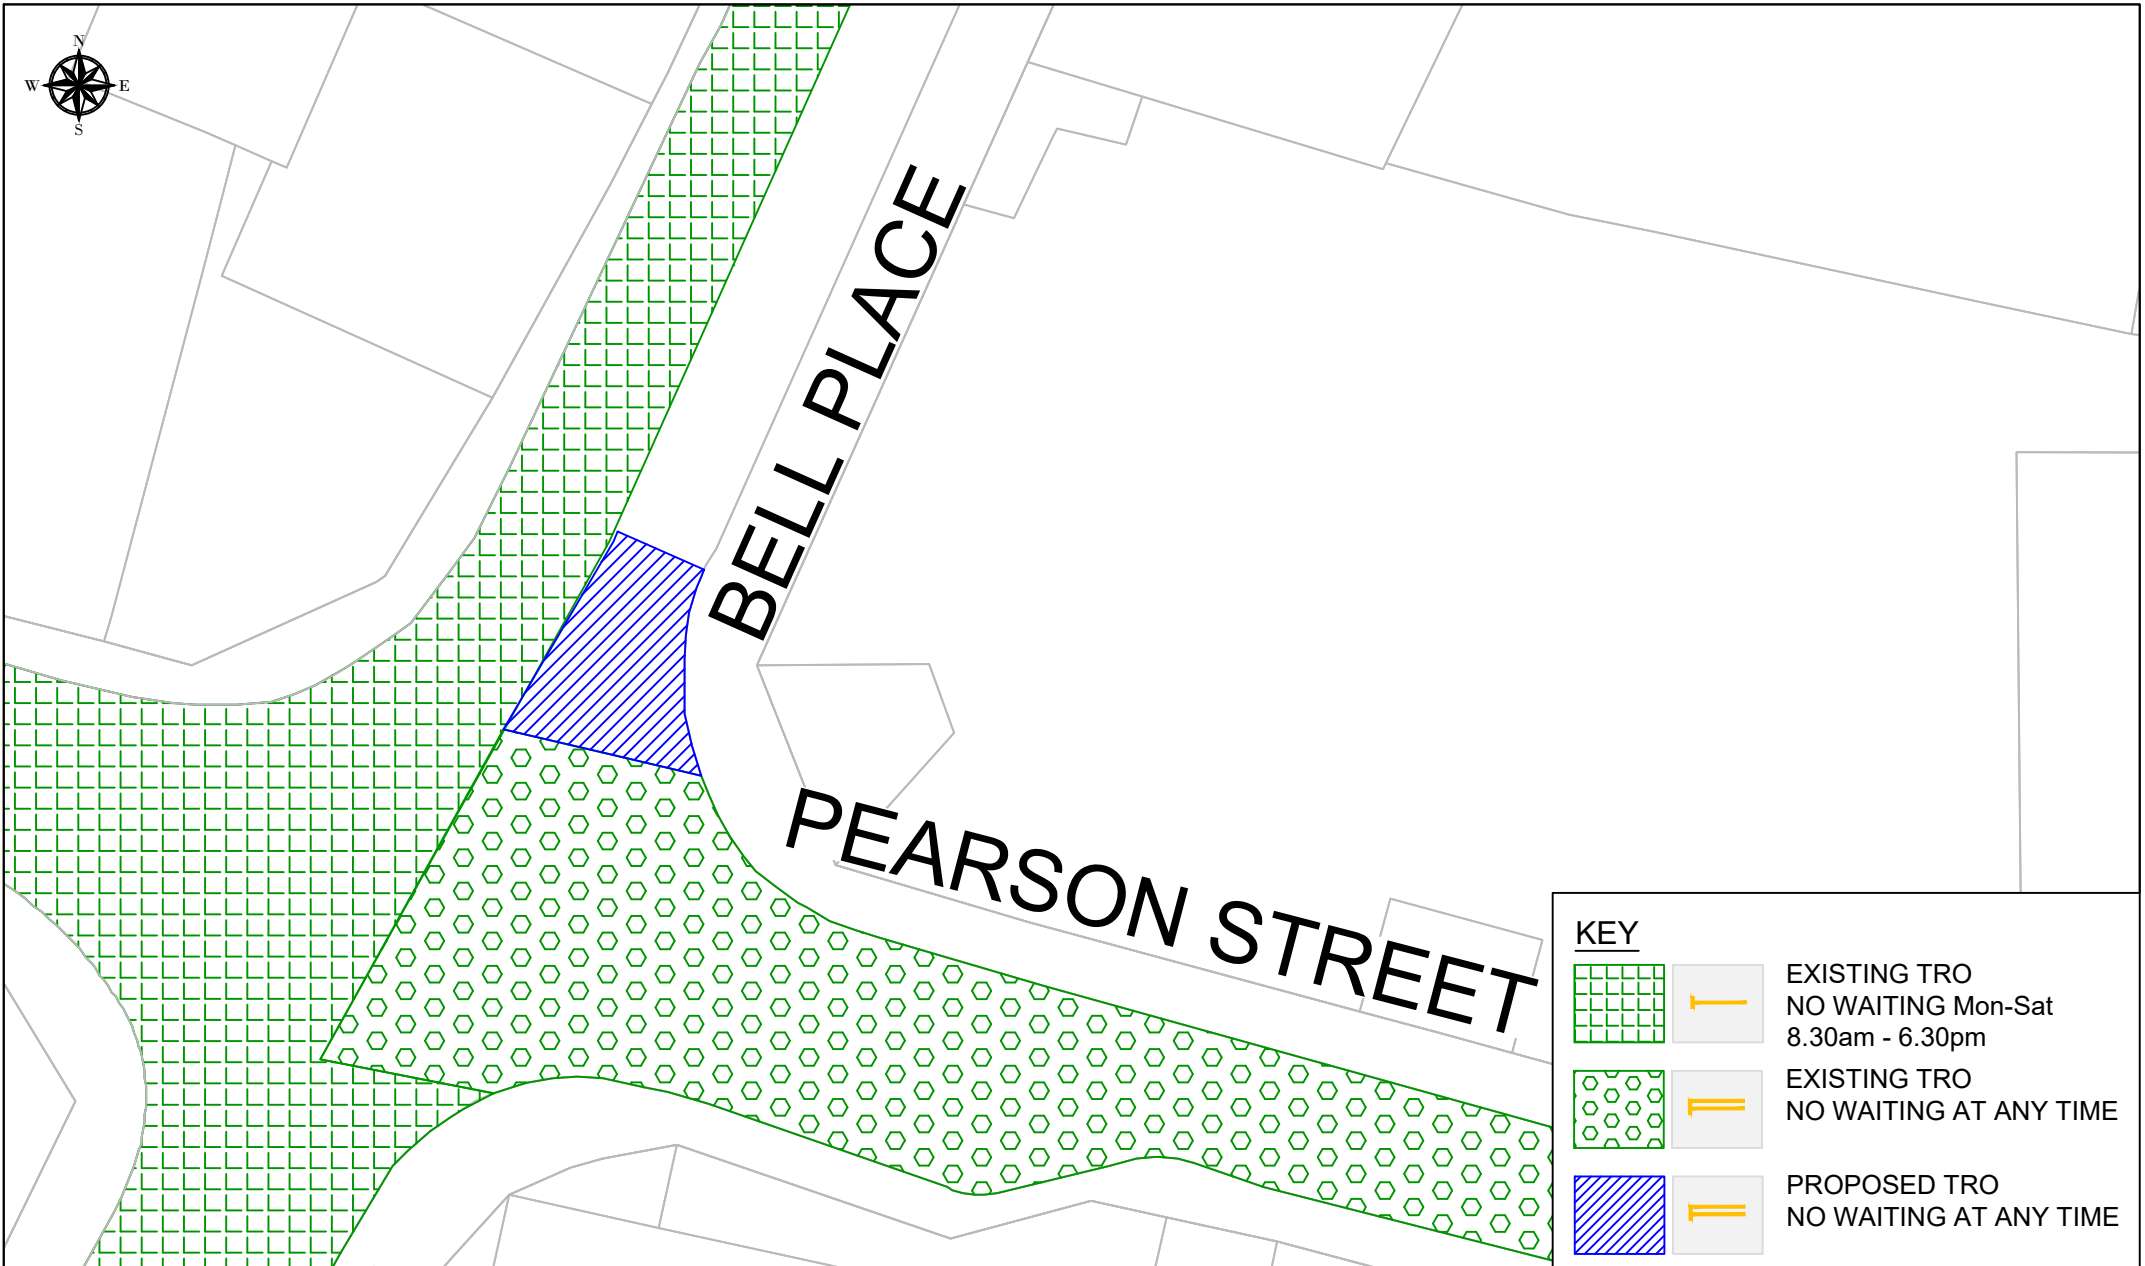 N
W E
S
BELL PLACE
PEARSON STREET
KEY
EXISTING TRO
NO WAITING Mon-Sat
8.30am - 6.30pm
EXISTING TRO
NO WAITING AT ANY TIME
PROPOSED TRO
NO WAITING AT ANY TIME